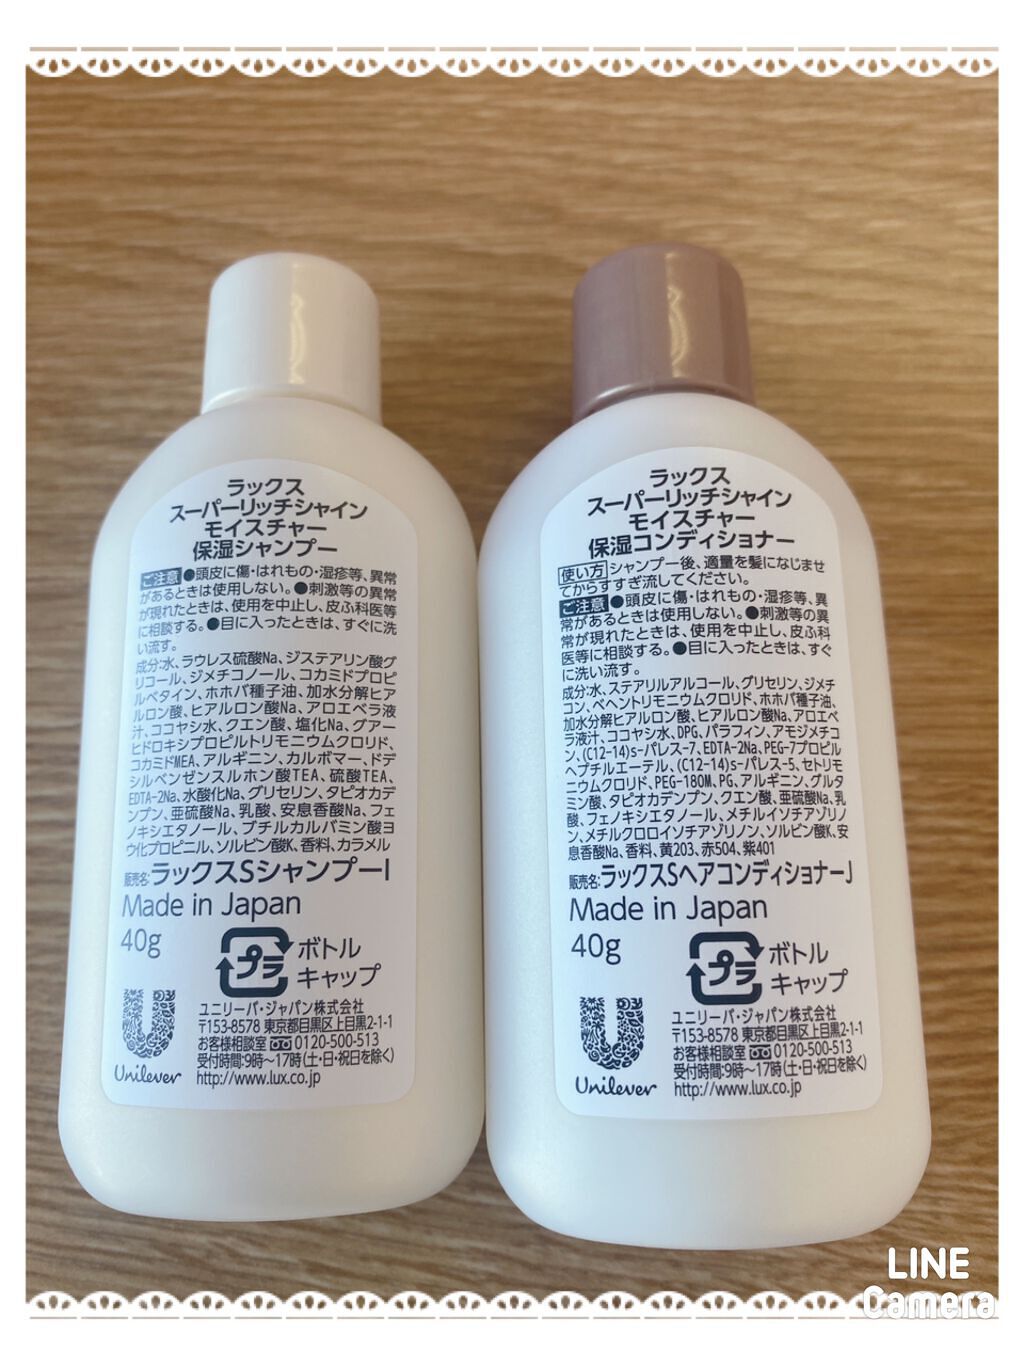 ラックス
スーパーリッチシャイン
モイスチャー
保湿シャンプー
ご注意 ●頭皮に傷・はれもの・湿疹等、異常
があるときは使用しない。●刺激等の異常
が現れたときは、使用を中止し、皮ふ科医等
に相談する。●目に入ったときは、すぐに洗
い流す。
成分:水、ラウレス硫酸Na、ジステアリン酸グ
リコール、ジメチコノール、コカミドプロピ
ルベタイン、ホホバ種子油、加水分解ヒア
ルロン酸、ヒアルロン酸Na、アロエベラ液
汁、ココヤシ水、クエン酸、塩化Na、グアー
ヒドロキシプロピルトリモニウムクロリド、
コカミドMEA、アルギニン、カルボマー、ドデ
シルベンゼンスルホン酸TEA、硫酸TEA、
EDTA-2Na、水酸化Na、グリセリン、タピオカデ
ンプン、亜硫酸Na、乳酸、安息香酸Na、フェ
ノキシエタノール、ブチルカルバミン酸ヨ
ウ化プロピニル、ソルビン酸K、香料、カラメル
販売名:ラックスSシャンプーI
Made in Japan
40g
プラ
ボトル
キャップ
ユニリーバ・ジャパン株式会社
〒153-8578 東京都目黒区上目黒2-1-1
お客様相談室 0120-500-513
受付時間:9時～17時(土・日・祝日を除く)
http://www.lux.co.jp
Unilever
ラックス
スーパーリッチシャイン
モイスチャー
保湿コンディショナー
使い方 シャンプー後、適量を髪になじませ
てからすすぎ流してください。
ご注意 ●頭皮に傷・はれもの・湿疹等、異
常があるときは使用しない。●刺激等の異
常が現れたときは、使用を中止し、皮ふ科
医等に相談する。●目に入ったときは、すぐ
に洗い流す。
成分:水、ステアリルアルコール、グリセリン、ジメチ
コン、ベヘントリモニウムクロリド、ホホバ種子油、
加水分解ヒアルロン酸、ヒアルロン酸Na、アロエベ
ラ液汁、ココヤシ水、DPG、パラフィン、アモジメチコ
ン、(C12-14)s-パレス-7、EDTA-2Na、PEG-7プロピル
ヘプチルエーテル、(C12-14)s-パレス-5、セトリモ
ニウムクロリド、PEG-180M、PG、アルギニン、グルタ
ミン酸、タピオカデンプン、クエン酸、亜硫酸Na、乳
酸、フェノキシエタノール、メチルイソチアゾリノ
ン、メチルクロロイソチアゾリノン、ソルビン酸K、安
息香酸Na、香料、黄203、赤504、紫401
販売名:ラックスSヘアコンディショナーJ
Made in Japan
40g
プラ
ボトル
キャップ
ユニリーバ・ジャパン株式会社
〒153-8578 東京都目黒区上目黒2-1-1
お客様相談室 0120-500-513
受付時間:9時～17時(土・日・祝日を除く)
http://www.lux.co.jp
Unilever
LINE
Camera